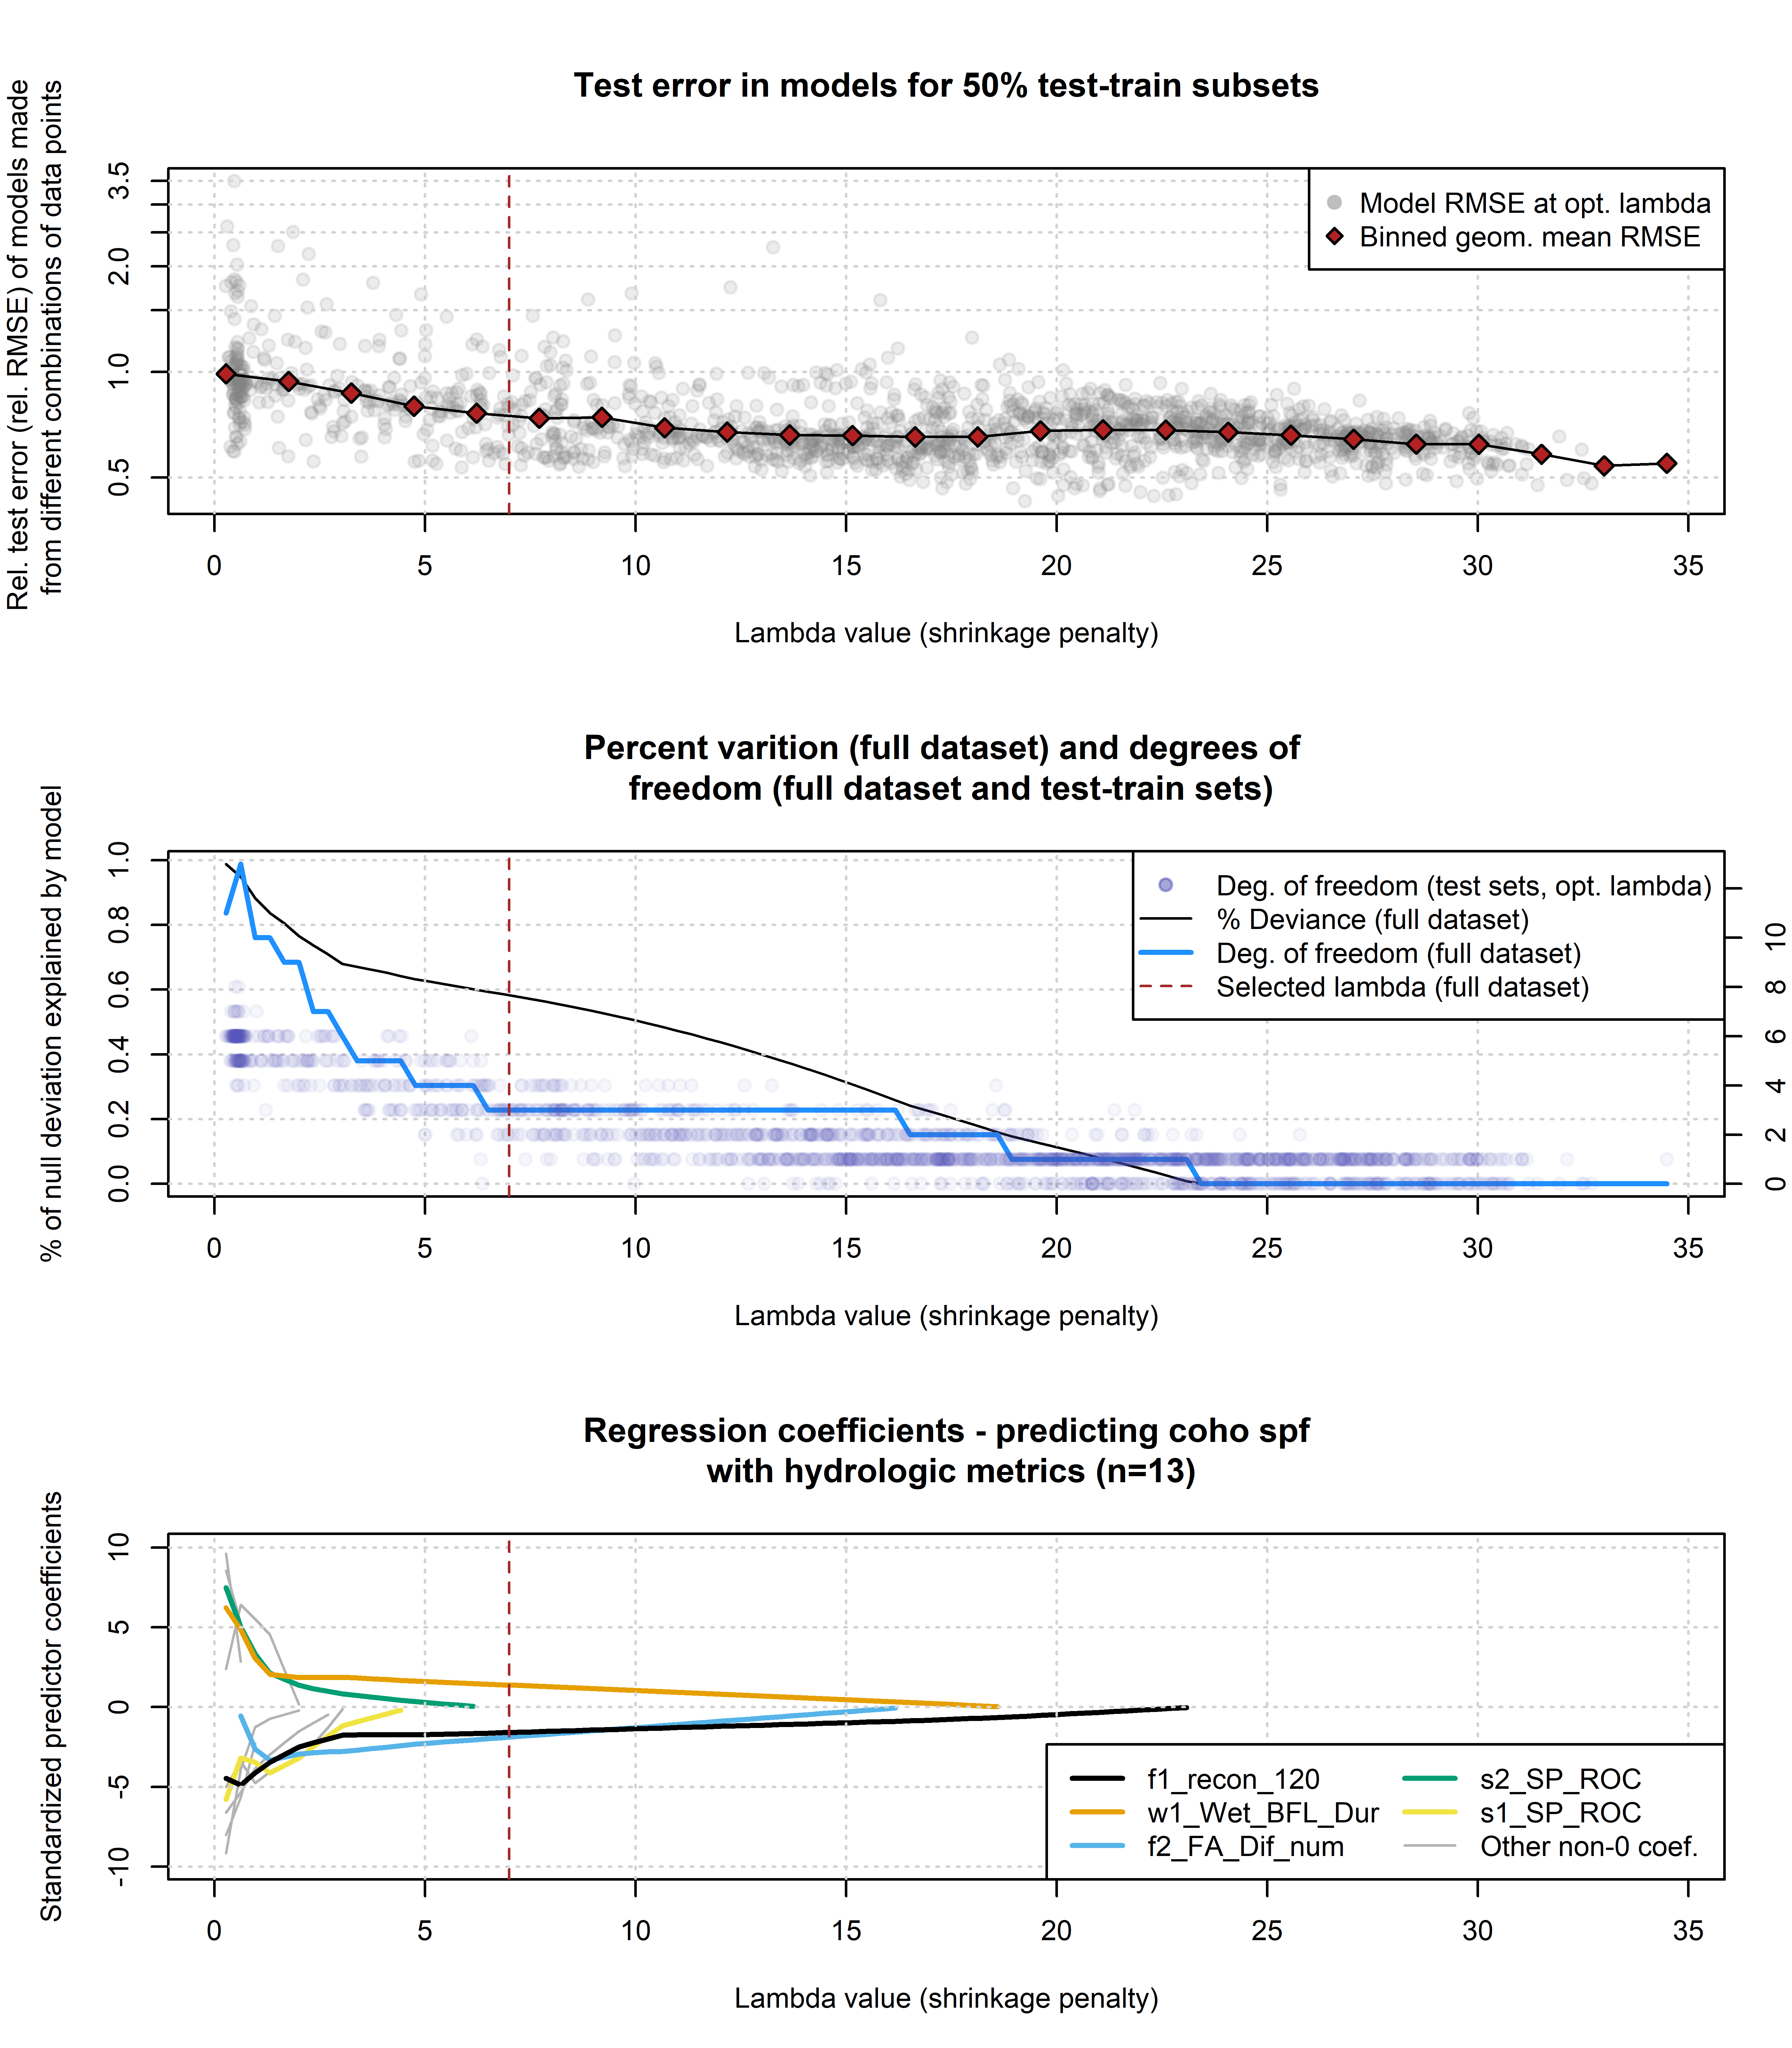 Test error in models for 50% test-train subsets
Rel. test error (rel. RMSE) of models made
from different combinations of data points
3.5
2.0
1.0
0.5
Model RMSE at opt. lambda
Binned geom. mean RMSE
0 5 10 15 20 25 30 35
Lambda value (shrinkage penalty)
Percent varition (full dataset) and degrees of
freedom (full dataset and test-train sets)
% of null deviation explained by model
1.0
0.8
0.6
0.4
0.2
0.0
Deg. of freedom (test sets, opt. lambda)
% Deviance (full dataset)
Deg. of freedom (full dataset)
Selected lambda (full dataset)
10
8
6
4
2
0
0 5 10 15 20 25 30 35
Lambda value (shrinkage penalty)
Regression coefficients - predicting coho spf
with hydrologic metrics (n=13)
Standardized predictor coefficients
10
5
0
-5
-10
f1_recon_120
w1_Wet_BFL_Dur
f2_FA_Dif_num
s2_SP_ROC
s1_SP_ROC
Other non-0 coef.
0 5 10 15 20 25 30 35
Lambda value (shrinkage penalty)